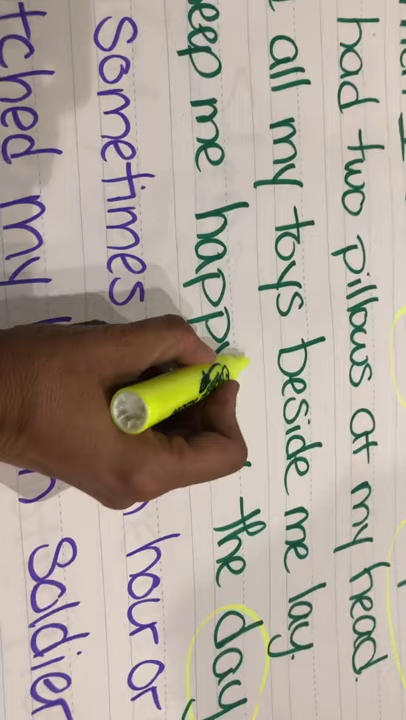 had two pillows at my head.
all my toys beside me lay.
eep me happy the day
Sometimes hour or
tched my Soldier